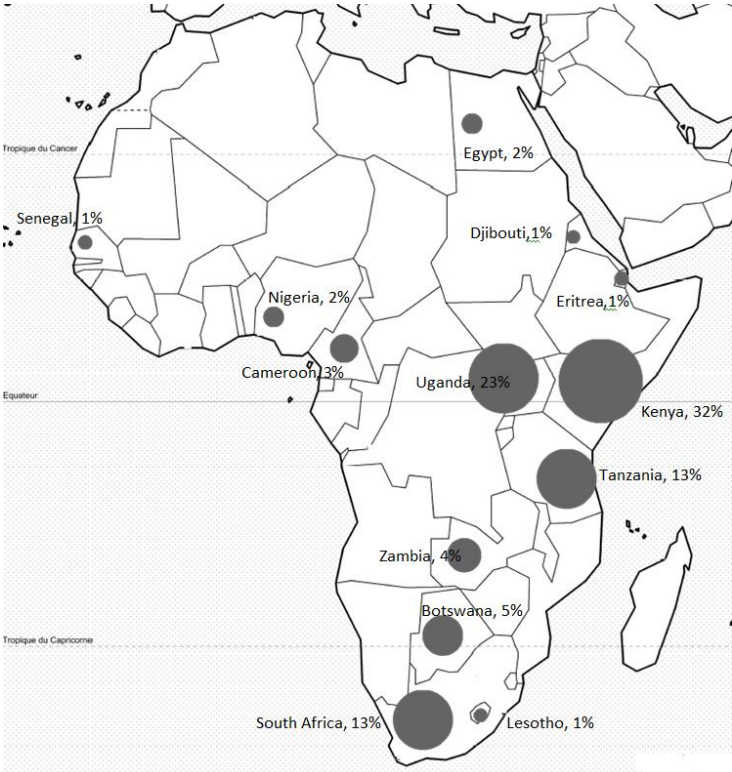 Tropique du Cancer
Egypt, 2%
Senegal, 1%
Djibouti,1%
Nigeria, 2%
Eritrea,1%
Cameroon,3%
Uganda, 23%
Equateur
Kenya, 32%
Tanzania, 13%
Zambia, 4%
Botswana, 5%
Tropique du Capricorne
South Africa, 13%
Lesotho, 1%